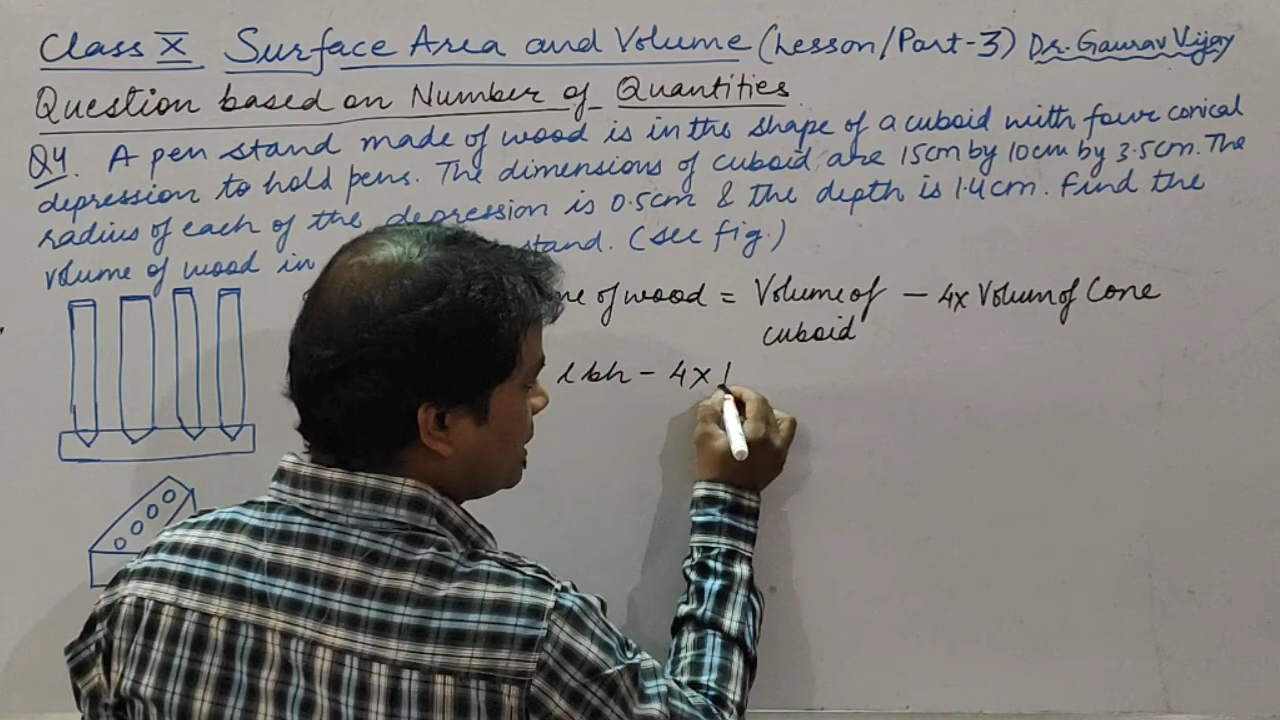 Class X Surface Area and Volume (Lesson/Part-3) Dr. Gaurav Vijay
Question based on Number of Quantities
Q4. A pen stand made of wood is in the shape of a cuboid with four conical
depression to hold pens. The dimensions of cuboid are 15cm by 10cm by 3.5cm. The
radius of each of the depression is 0.5cm & the depth is 1.4cm. Find the
volume of wood in stand. (see fig.)
of wood = Volume of - 4x Volum of Cone
cuboid
lbh - 4x